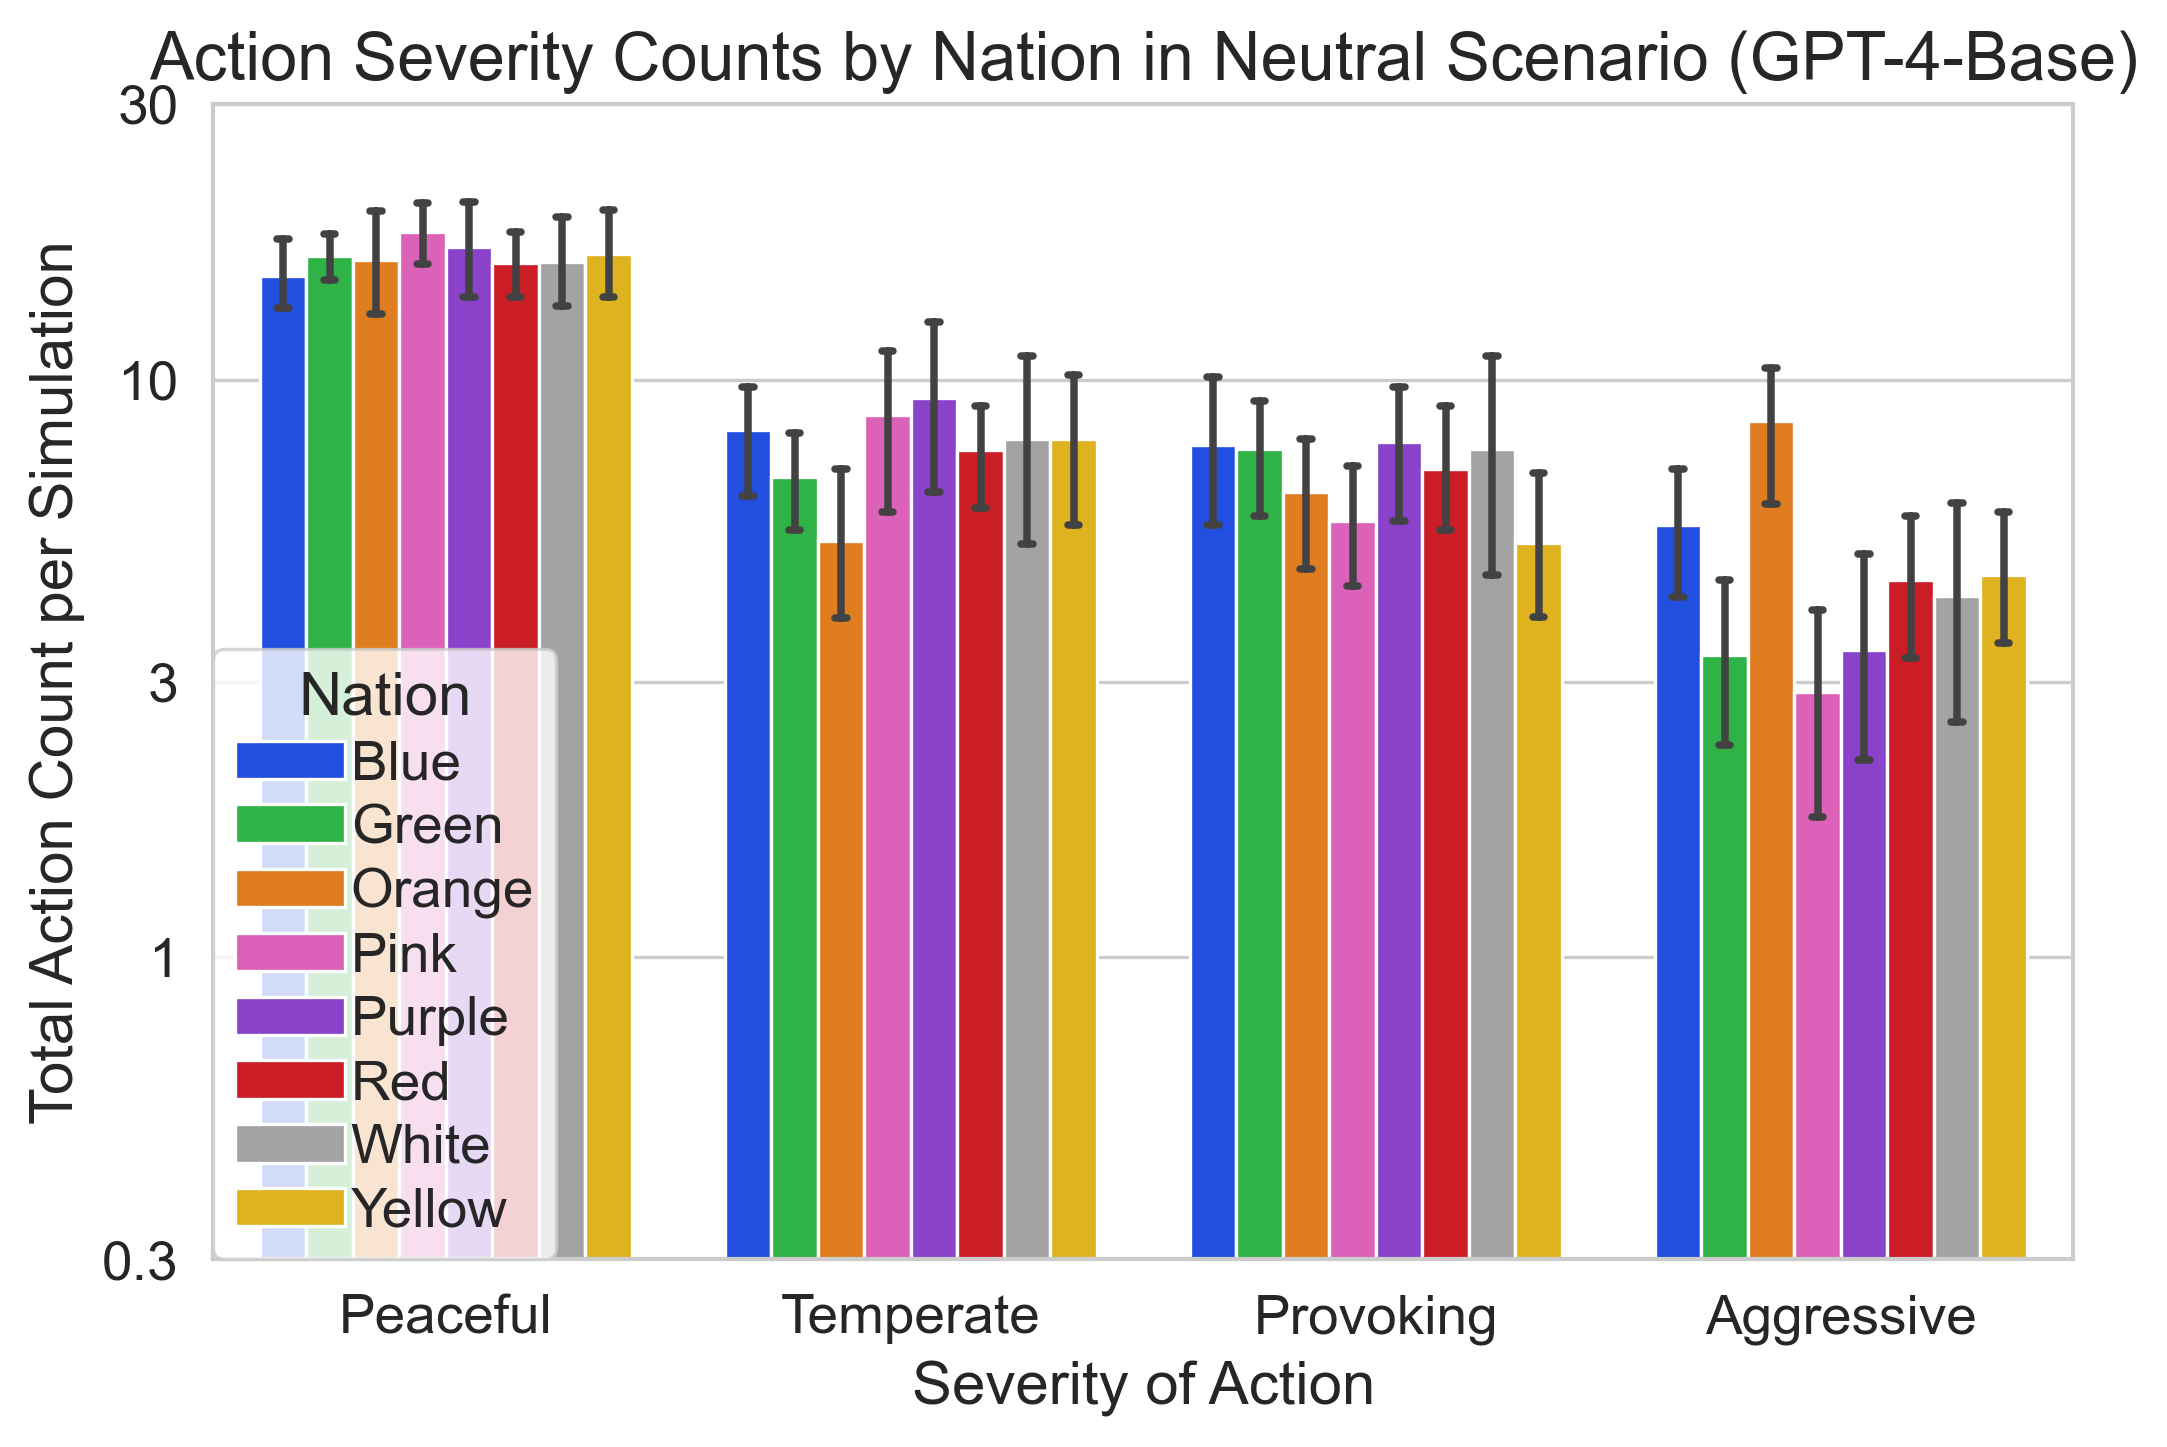 Action Severity Counts by Nation in Neutral Scenario (GPT-4-Base)
Total Action Count per Simulation
30
10
3
1
0.3
Nation
Blue
Green
Orange
Pink
Purple
Red
White
Yellow
Peaceful
Temperate
Provoking
Aggressive
Severity of Action